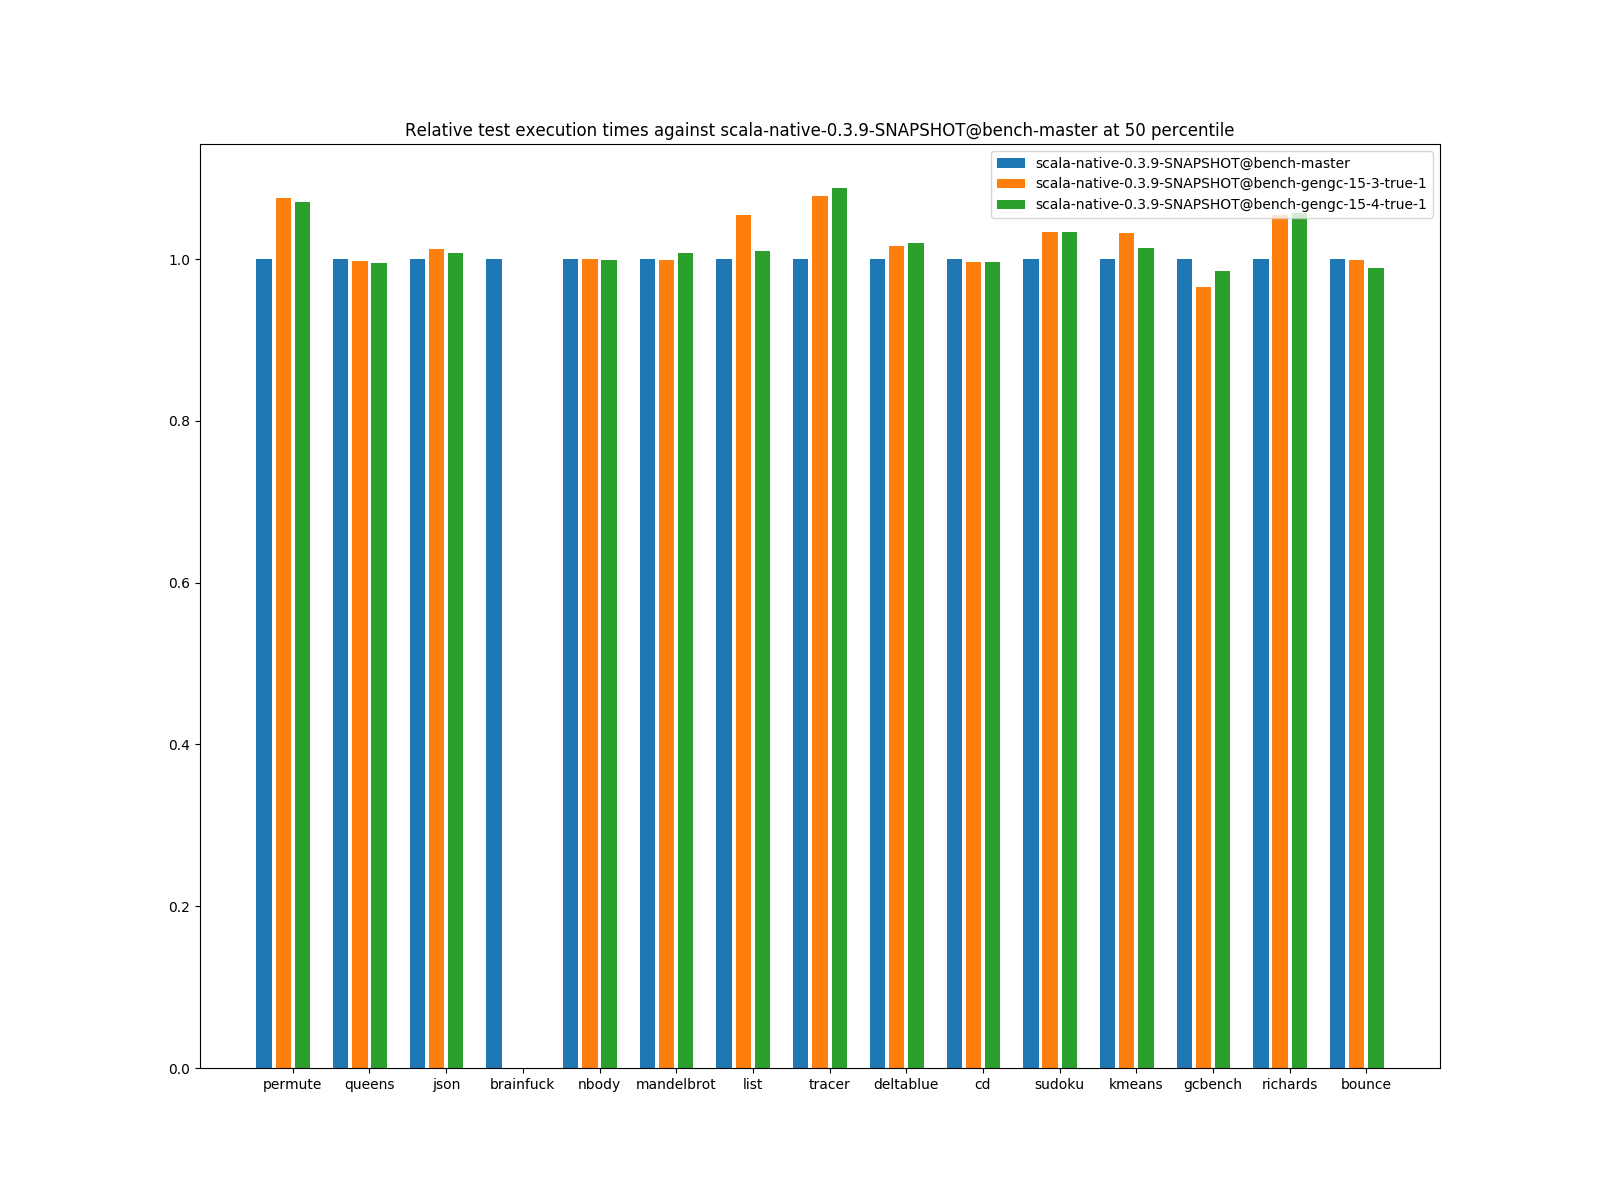 Relative test execution times against scala-native-0.3.9-SNAPSHOT@bench-master at 50 percentile
scala-native-0.3.9-SNAPSHOT@bench-master
scala-native-0.3.9-SNAPSHOT@bench-gengc-15-3-true-1
scala-native-0.3.9-SNAPSHOT@bench-gengc-15-4-true-1
1.0
0.8
0.6
0.4
0.2
0.0
permute queens json brainfuck nbody mandelbrot list tracer deltablue cd sudoku kmeans gcbench richards bounce